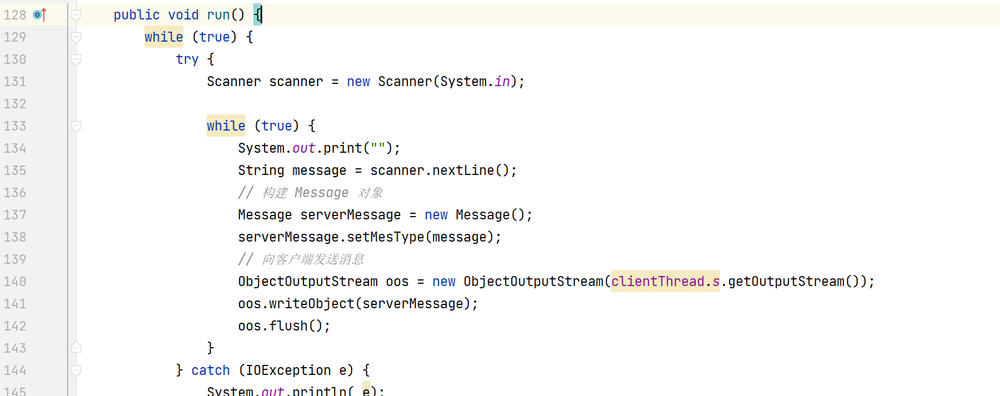 128 public void run() {
129 while (true) {
130 try {
131 Scanner scanner = new Scanner(System.in);
132
133 while (true) {
134 System.out.print("");
135 String message = scanner.nextLine();
136 // 构建 Message 对象
137 Message serverMessage = new Message();
138 serverMessage.setMesType(message);
139 // 向客户端发送消息
140 ObjectOutputStream oos = new ObjectOutputStream(clientThread.s.getOutputStream());
141 oos.writeObject(serverMessage);
142 oos.flush();
143 }
144 } catch (IOException e) {
145 System.out.println( e);